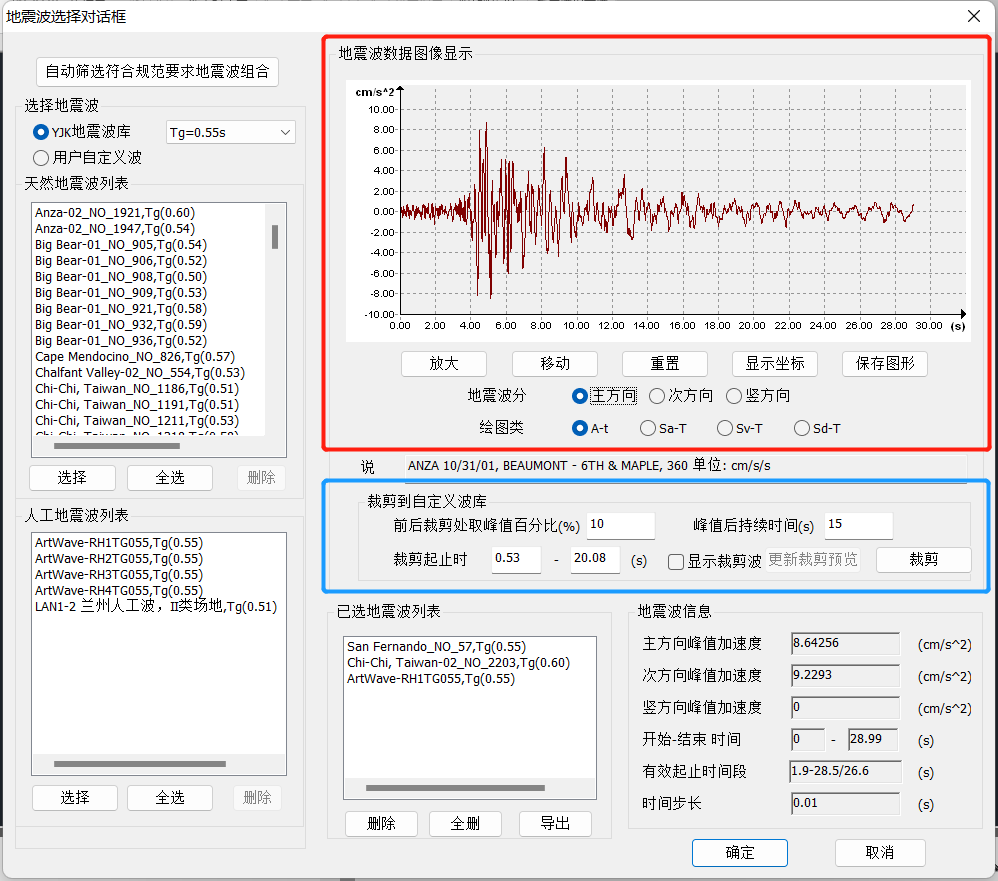 地震波选择对话框
自动筛选符合规范要求地震波组合
选择地震波
YJK地震波库
Tg=0.55s
用户自定义波
天然地震波列表
Anza-02_NO_1921,Tg(0.60)
Anza-02_NO_1947,Tg(0.54)
Big Bear-01_NO_905,Tg(0.54)
Big Bear-01_NO_906,Tg(0.52)
Big Bear-01_NO_908,Tg(0.50)
Big Bear-01_NO_909,Tg(0.53)
Big Bear-01_NO_921,Tg(0.58)
Big Bear-01_NO_932,Tg(0.59)
Big Bear-01_NO_936,Tg(0.52)
Cape Mendocino_NO_826,Tg(0.57)
Chalfant Valley-02_NO_554,Tg(0.53)
Chi-Chi, Taiwan_NO_1186,Tg(0.51)
Chi-Chi, Taiwan_NO_1191,Tg(0.51)
Chi-Chi, Taiwan_NO_1211,Tg(0.53)
选择 全选 删除
人工地震波列表
ArtWave-RH1TG055,Tg(0.55)
ArtWave-RH2TG055,Tg(0.55)
ArtWave-RH3TG055,Tg(0.55)
ArtWave-RH4TG055,Tg(0.55)
LAN1-2 兰州人工波，II类场地,Tg(0.51)
选择 全选 删除
地震波数据图像显示
cm/s^2
10.00
8.00
6.00
4.00
2.00
0.00
-2.00
-4.00
-6.00
-8.00
-10.00
0.00 2.00 4.00 6.00 8.00 10.00 12.00 14.00 16.00 18.00 20.00 22.00 24.00 26.00 28.00 30.00 (s)
放大 移动 重置 显示坐标 保存图形
地震波分 主方向 次方向 竖方向
绘图类 A-t Sa-T Sv-T Sd-T
说 ANZA 10/31/01, BEAUMONT - 6TH & MAPLE, 360 单位: cm/s/s
裁剪到自定义波库
前后裁剪处取峰值百分比(%) 10 峰值后持续时间(s) 15
裁剪起止时 0.53 - 20.08 (s) 显示裁剪波 更新裁剪预览 裁剪
已选地震波列表
San Fernando_NO_57,Tg(0.55)
Chi-Chi, Taiwan-02_NO_2203,Tg(0.60)
ArtWave-RH1TG055,Tg(0.55)
删除 全删 导出
地震波信息
主方向峰值加速度 8.64256 (cm/s^2)
次方向峰值加速度 9.2293 (cm/s^2)
竖方向峰值加速度 0 (cm/s^2)
开始-结束 时间 0 - 28.99 (s)
有效起止时间段 1.9-28.5/26.6 (s)
时间步长 0.01 (s)
确定 取消